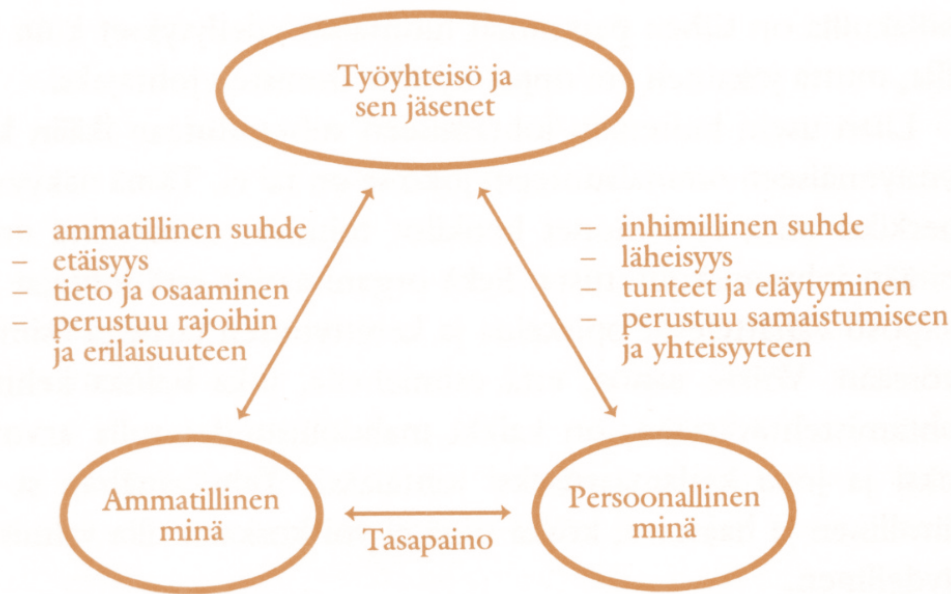 Työyhteisö ja
sen jäsenet
– ammatillinen suhde
– etäisyys
– tieto ja osaaminen
– perustuu rajoihin
ja erilaisuuteen
– inhimillinen suhde
– läheisyys
– tunteet ja eläytyminen
– perustuu samaistumiseen
ja yhteisyyteen
Ammatillinen
minä
Tasapaino
Persoonallinen
minä